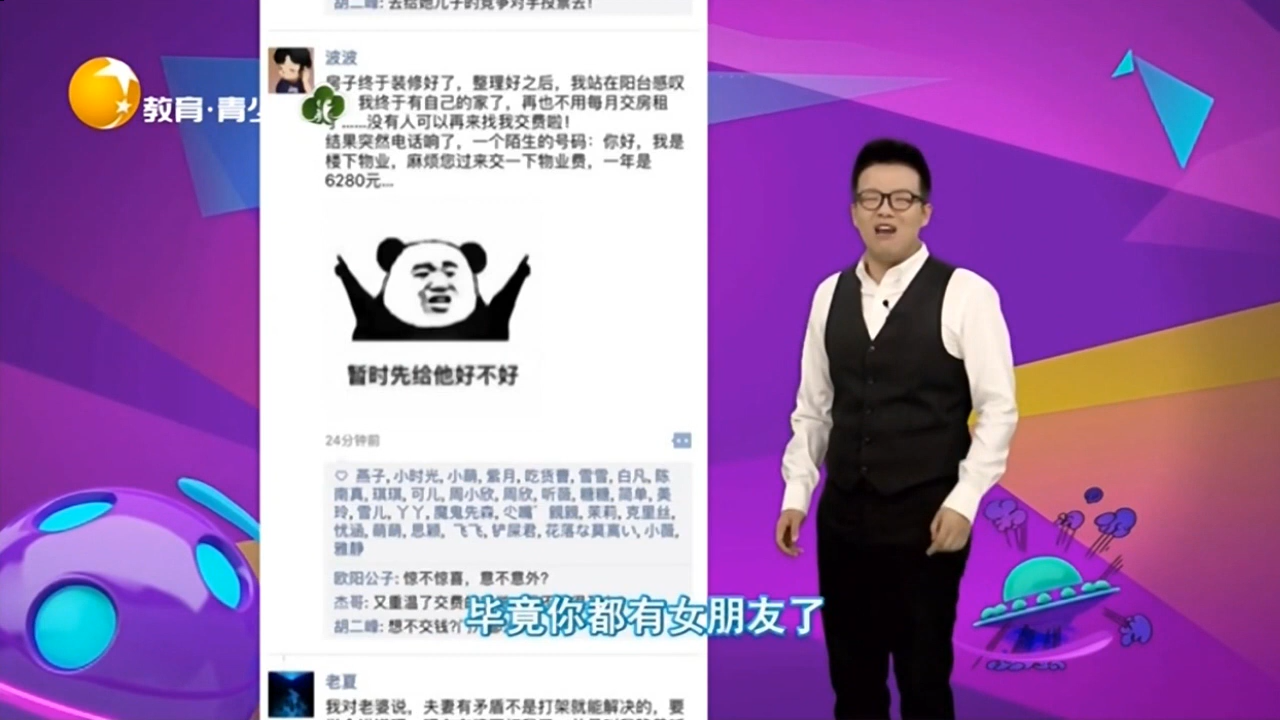 教育·青少
胡二峰: 去给她儿子的竞争对手投票去!
波波
房子终于装修好了，整理好之后，我站在阳台感叹
我终于有自己的家了，再也不用每月交房租
了……没有人可以再来找我交费啦！
结果突然电话响了，一个陌生的号码：你好，我是
楼下物业，麻烦您过来交一下物业费，一年是
6280元...
暂时先给他好不好
24分钟前
燕子, 小时光, 小萌, 紫月, 吃货曹, 雪雪, 白凡, 陈
南真, 琪琪, 可儿, 周小欣, 周欣, 听薇, 糖糖, 简单, 美
玲, 雪儿, 丫丫, 魔鬼先森, 尐嘴゛親親, 茉莉, 克里丝,
忧涵, 萌萌, 思颖, 飞飞, 铲屎君, 花落な莫离い, 小薇,
雅静
欧阳公子: 惊不惊喜，意不意外？
杰哥: 又重温了交费的
胡二峰: 想不交钱?
毕竟你都有女朋友了
老夏
我对老婆说，夫妻有矛盾不是打架就能解决的，要